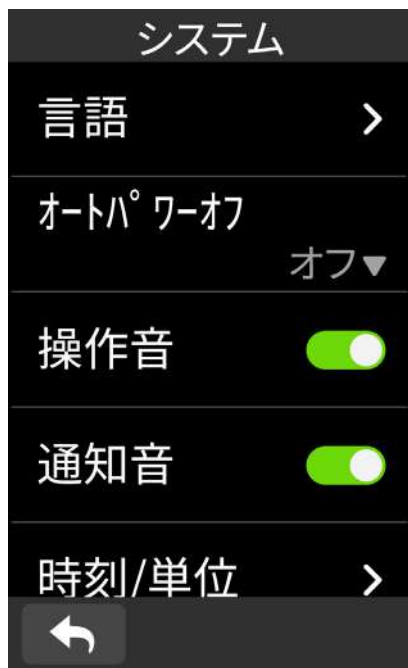 システム
言語
ｵｰﾄﾊﾟﾜｰｵﾌ
オフ
操作音
通知音
時刻/単位